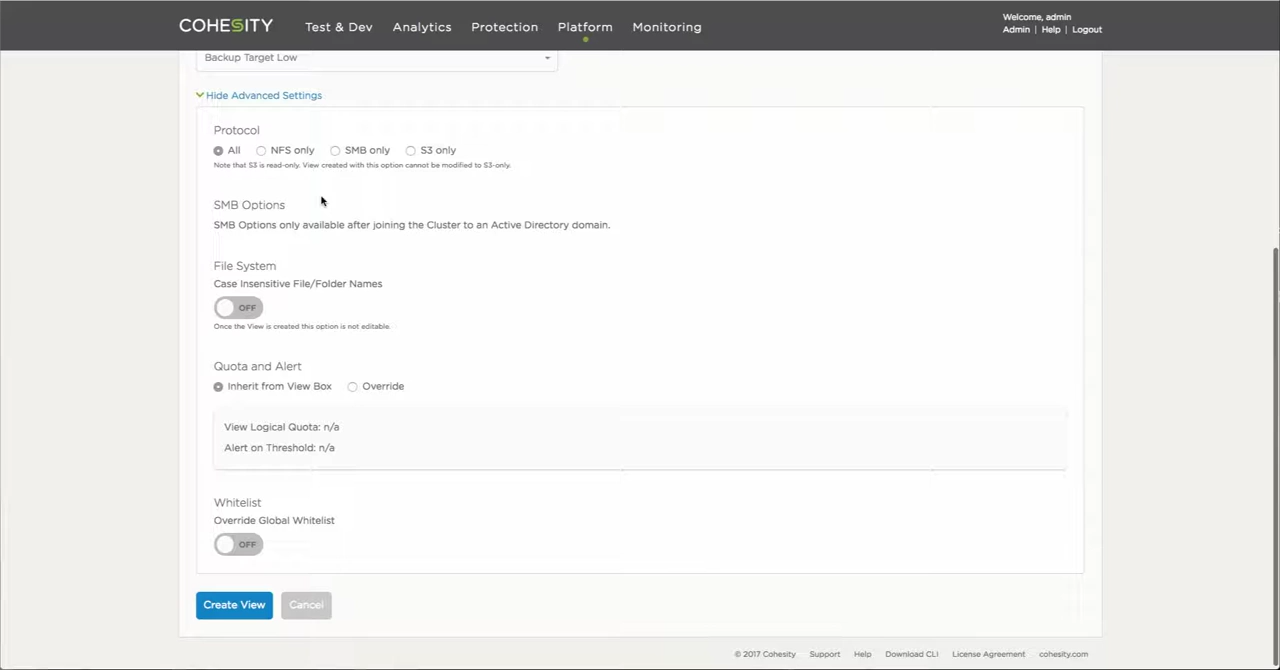 COHESITY Test & Dev Analytics Protection Platform Monitoring
Welcome, admin
Admin | Help | Logout
Backup Target Low
Hide Advanced Settings
Protocol
All NFS only SMB only S3 only
Note that S3 is read-only. View created with this option cannot be modified to S3-only.
SMB Options
SMB Options only available after joining the Cluster to an Active Directory domain.
File System
Case Insensitive File/Folder Names
OFF
Once the View is created this option is not editable.
Quota and Alert
Inherit from View Box Override
View Logical Quota: n/a
Alert on Threshold: n/a
Whitelist
Override Global Whitelist
OFF
Create View Cancel
© 2017 Cohesity Support Help Download CLI License Agreement cohesity.com